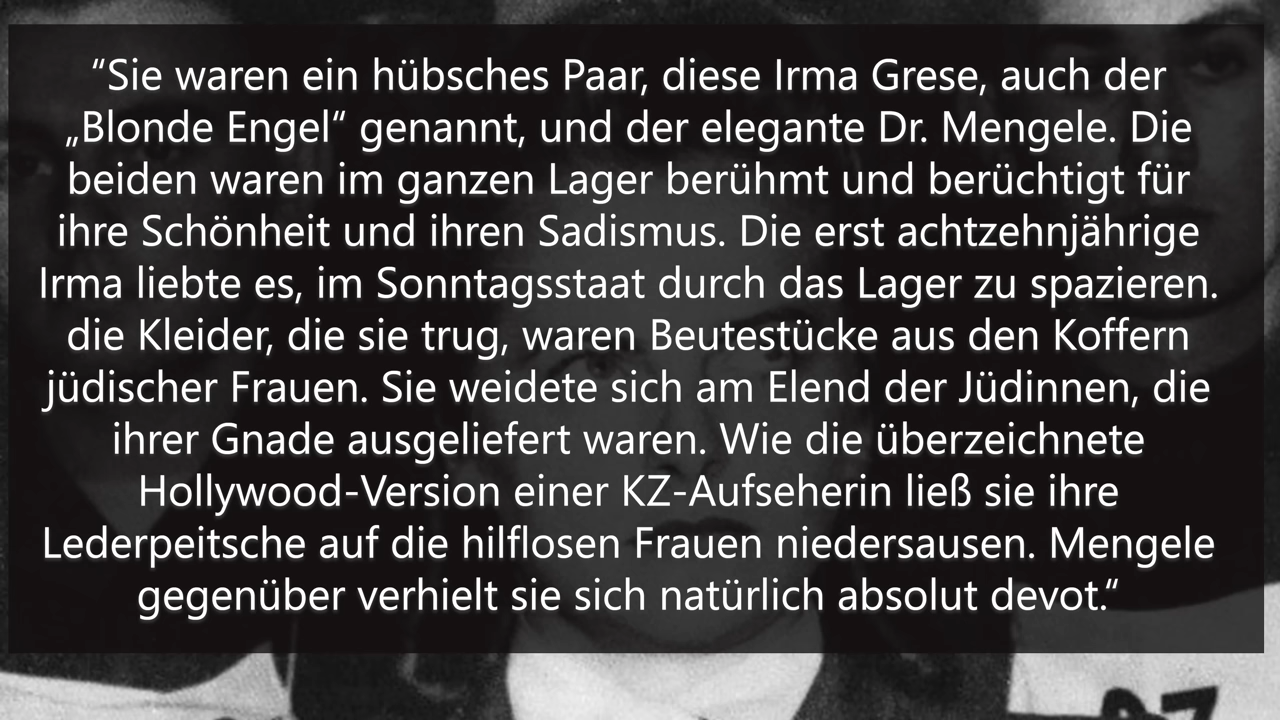 “Sie waren ein hübsches Paar, diese Irma Grese, auch der
„Blonde Engel“ genannt, und der elegante Dr. Mengele. Die
beiden waren im ganzen Lager berühmt und berüchtigt für
ihre Schönheit und ihren Sadismus. Die erst achtzehnjährige
Irma liebte es, im Sonntagsstaat durch das Lager zu spazieren.
die Kleider, die sie trug, waren Beutestücke aus den Koffern
jüdischer Frauen. Sie weidete sich am Elend der Jüdinnen, die
ihrer Gnade ausgeliefert waren. Wie die überzeichnete
Hollywood-Version einer KZ-Aufseherin ließ sie ihre
Lederpeitsche auf die hilflosen Frauen niedersausen. Mengele
gegenüber verhielt sie sich natürlich absolut devot.“